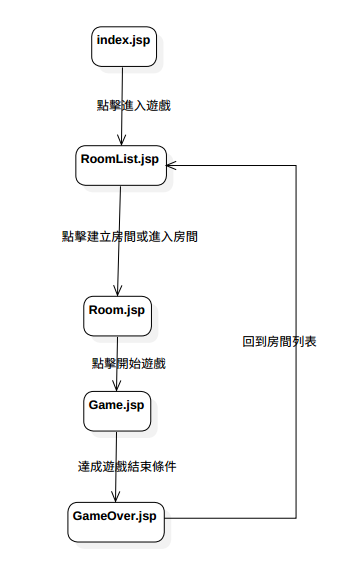 index.jsp
點擊進入遊戲
RoomList.jsp
點擊建立房間或進入房間
Room.jsp
回到房間列表
點擊開始遊戲
Game.jsp
達成遊戲結束條件
GameOver.jsp